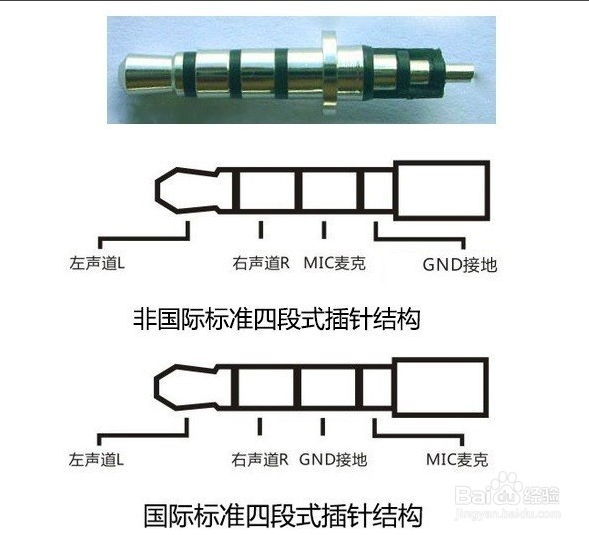 左声道L 右声道R MIC麦克 GND接地
非国际标准四段式插针结构
左声道L 右声道R GND接地 MIC麦克
国际标准四段式插针结构
Baidu经验
jingyan.baidu.com